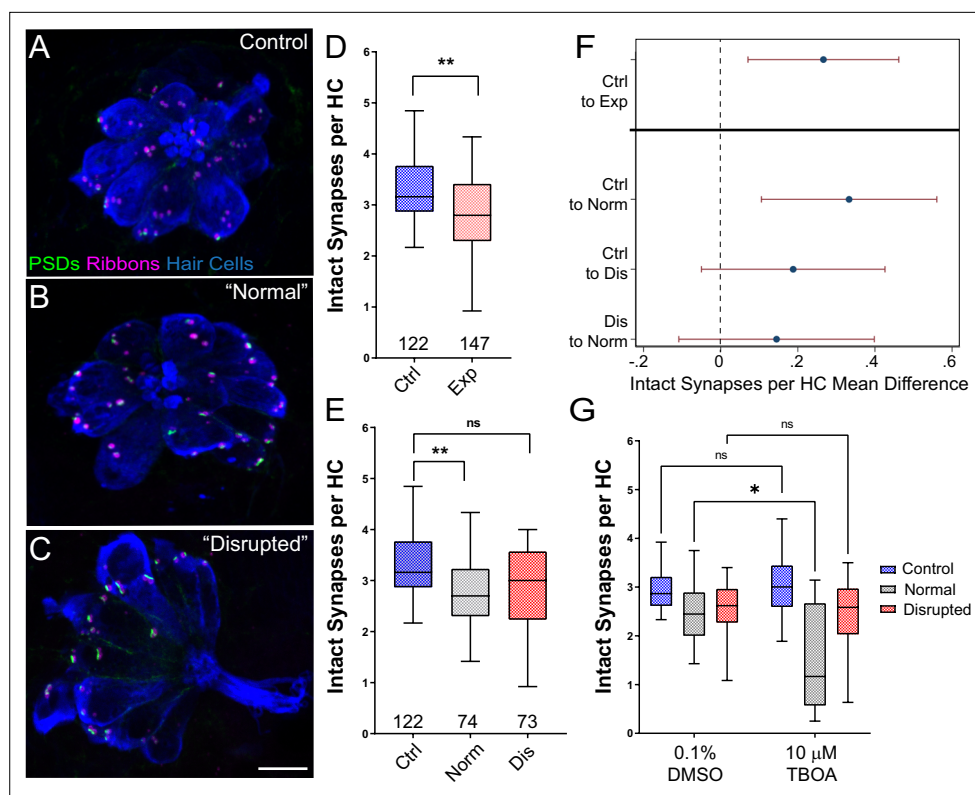 A
Control
PSDs Ribbons Hair Cells
B
“Normal”
C
“Disrupted”
D
Intact Synapses per HC
6
5
4
3
2
1
0
**
122
147
Ctrl
Exp
E
Intact Synapses per HC
6
5
4
3
2
1
0
ns
**
122
74
73
Ctrl
Norm
Dis
F
Ctrl
to Exp
Ctrl
to Norm
Ctrl
to Dis
Dis
to Norm
-.2
0
.2
.4
.6
Intact Synapses per HC Mean Difference
G
Intact Synapses per HC
6
5
4
3
2
1
0
ns
ns
*
Control
Normal
Disrupted
0.1%
DMSO
10 µM
TBOA